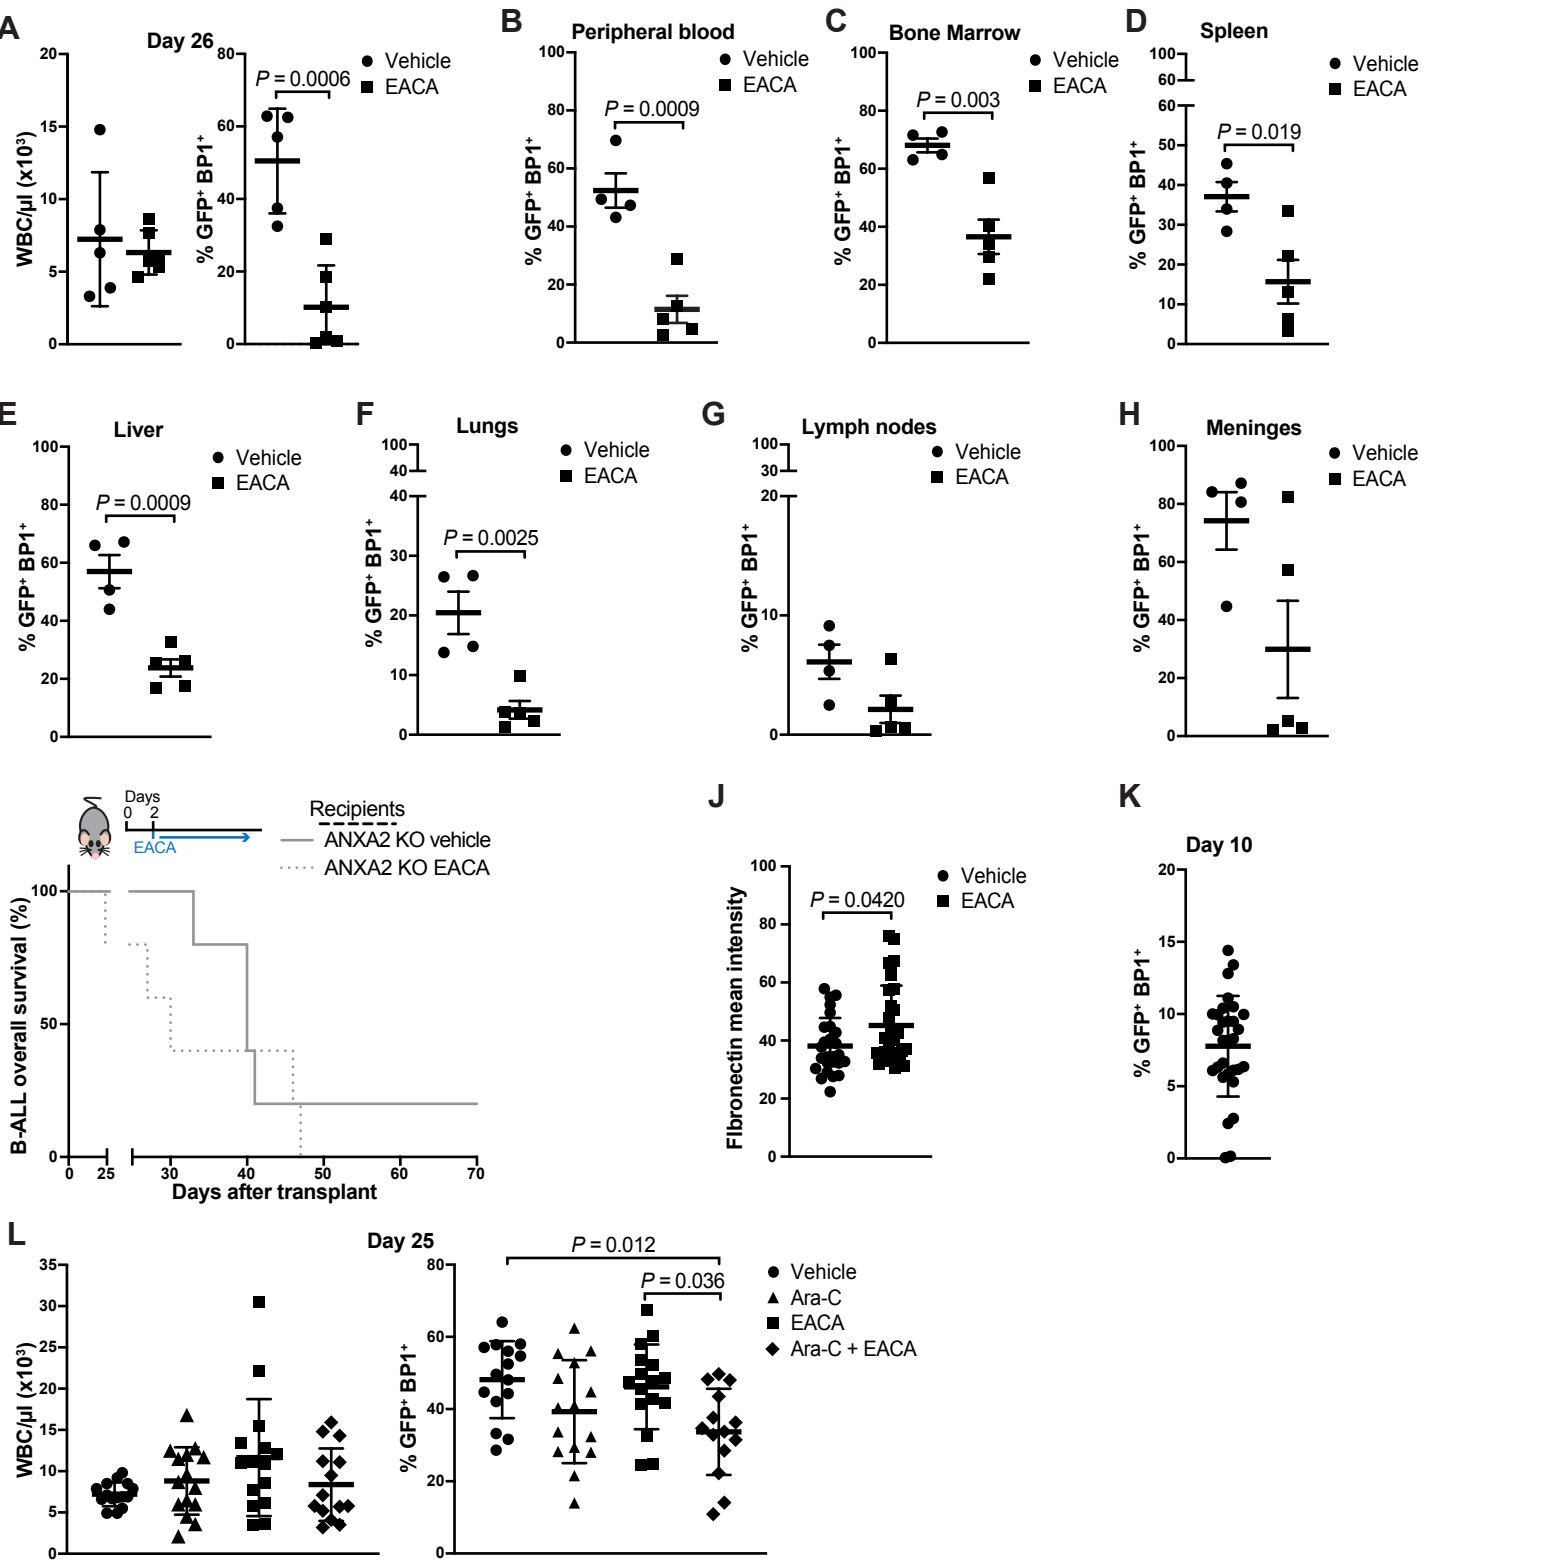 A
Day 26
WBC/µl (x10³)
20
15
10
5
0
% GFP⁺ BP1⁺
80
60
40
20
0
P = 0.0006
Vehicle
EACA
B
Peripheral blood
% GFP⁺ BP1⁺
100
80
60
40
20
0
P = 0.0009
Vehicle
EACA
C
Bone Marrow
% GFP⁺ BP1⁺
100
80
60
40
20
0
P = 0.003
Vehicle
EACA
D
Spleen
% GFP⁺ BP1⁺
100
60
60
50
40
30
20
10
0
P = 0.019
Vehicle
EACA
E
Liver
% GFP⁺ BP1⁺
100
80
60
40
20
0
P = 0.0009
Vehicle
EACA
F
Lungs
% GFP⁺ BP1⁺
100
40
40
30
20
10
0
P = 0.0025
Vehicle
EACA
G
Lymph nodes
% GFP⁺ BP1⁺
100
30
20
10
0
Vehicle
EACA
H
Meninges
% GFP⁺ BP1⁺
100
80
60
40
20
0
Vehicle
EACA
Days
0 2
EACA
Recipients
ANXA2 KO vehicle
ANXA2 KO EACA
B-ALL overall survival (%)
100
50
0
0 25 30 40 50 60 70
Days after transplant
J
FIbronectin mean intensity
100
80
60
40
20
0
P = 0.0420
Vehicle
EACA
K
Day 10
% GFP⁺ BP1⁺
20
15
10
5
0
L
Day 25
WBC/µl (x10³)
35
30
25
20
15
10
5
0
% GFP⁺ BP1⁺
80
60
40
20
0
P = 0.012
P = 0.036
Vehicle
Ara-C
EACA
Ara-C + EACA